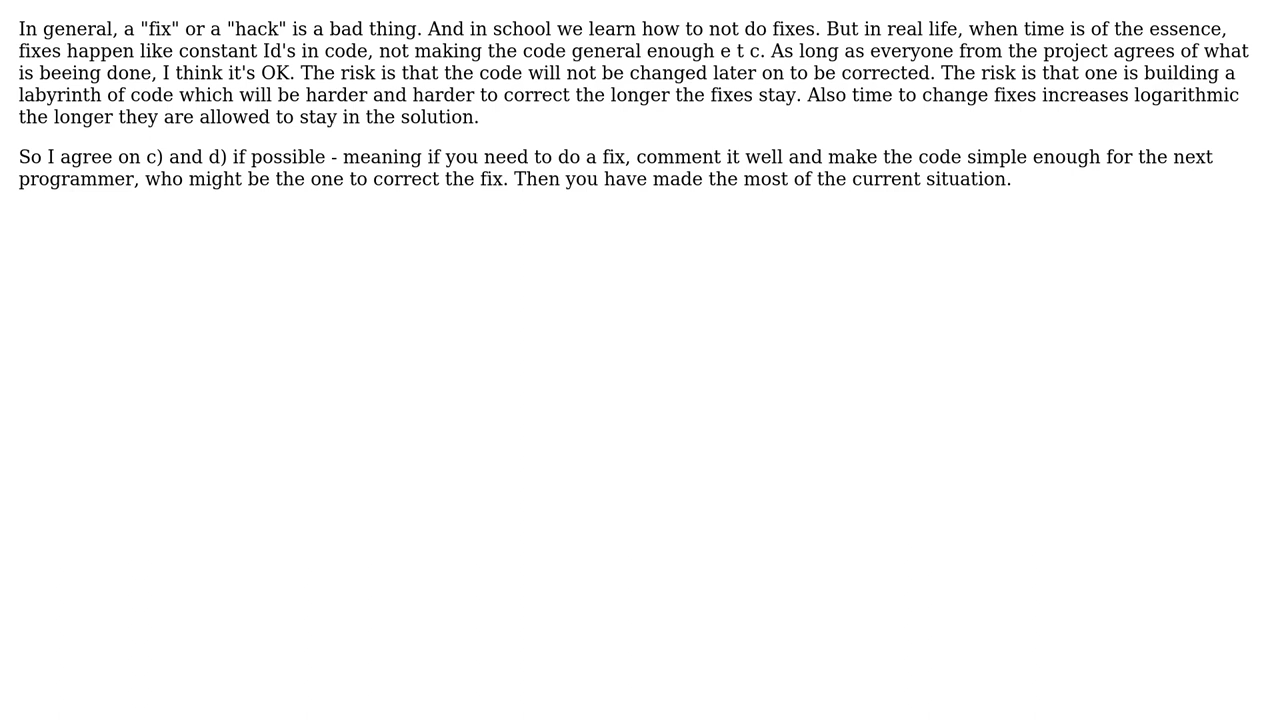 In general, a "fix" or a "hack" is a bad thing. And in school we learn how to not do fixes. But in real life, when time is of the essence,
fixes happen like constant Id's in code, not making the code general enough e t c. As long as everyone from the project agrees of what
is beeing done, I think it's OK. The risk is that the code will not be changed later on to be corrected. The risk is that one is building a
labyrinth of code which will be harder and harder to correct the longer the fixes stay. Also time to change fixes increases logarithmic
the longer they are allowed to stay in the solution.
So I agree on c) and d) if possible - meaning if you need to do a fix, comment it well and make the code simple enough for the next
programmer, who might be the one to correct the fix. Then you have made the most of the current situation.